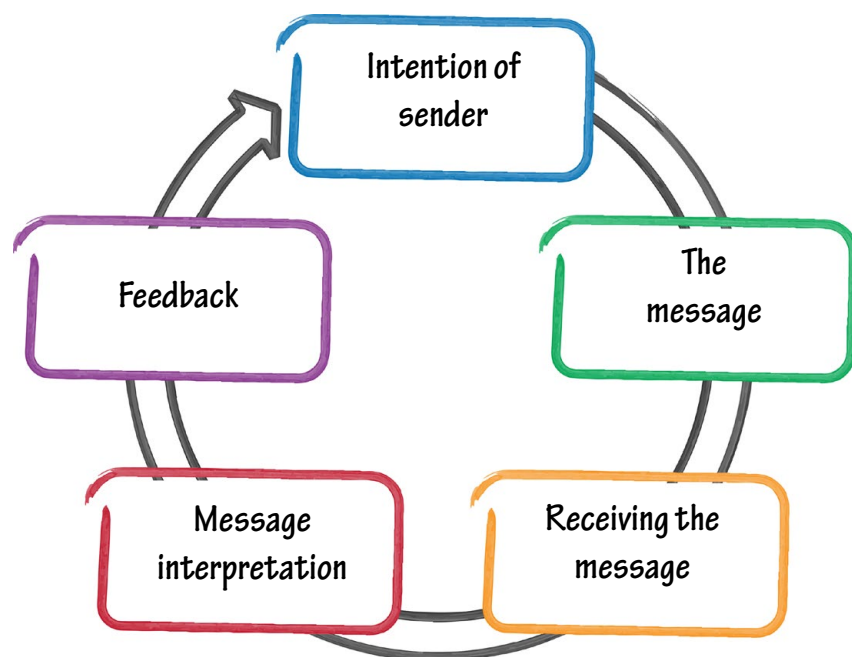 Intention of
sender
The
message
Receiving the
message
Message
interpretation
Feedback